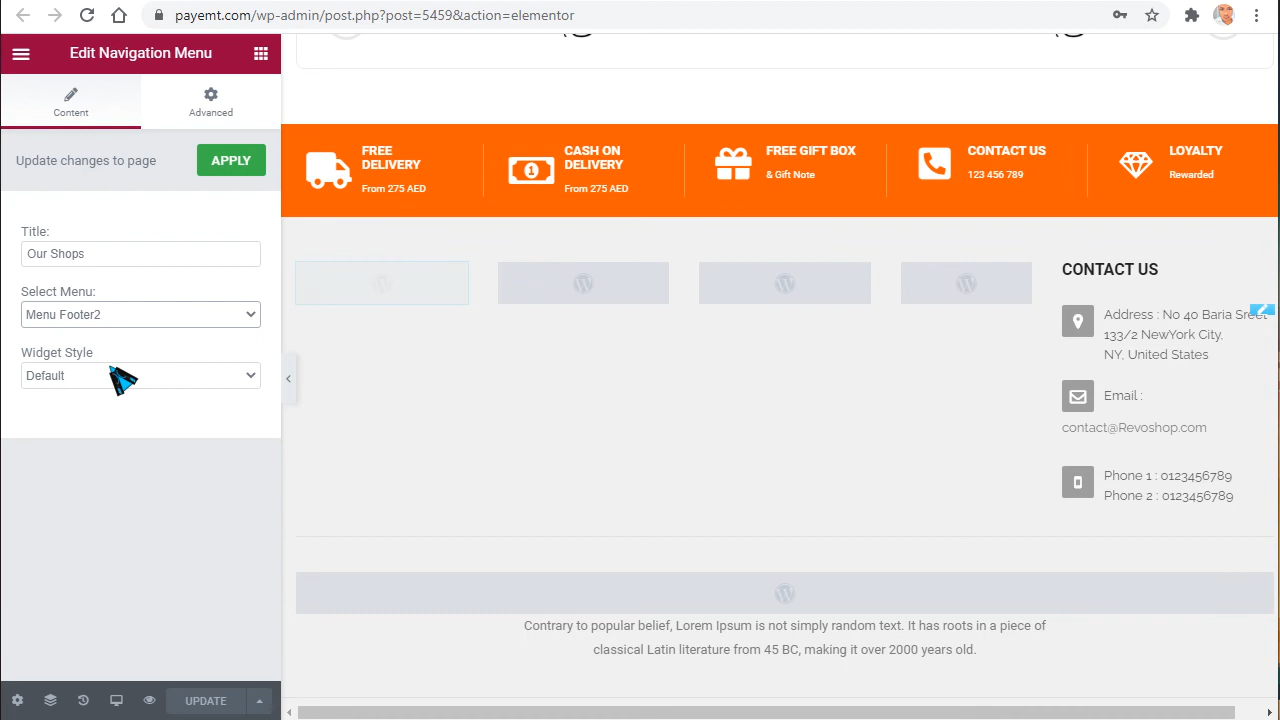 payemt.com/wp-admin/post.php?post=5459&action=elementor
Edit Navigation Menu
Content
Advanced
Update changes to page
APPLY
Title:
Our Shops
Select Menu:
Menu Footer2
Widget Style
Default
UPDATE
FREE
DELIVERY
From 275 AED
CASH ON
DELIVERY
From 275 AED
FREE GIFT BOX
& Gift Note
CONTACT US
123 456 789
LOYALTY
Rewarded
CONTACT US
Address : No 40 Baria Sreet
133/2 NewYork City,
NY, United States
Email :
contact@Revoshop.com
Phone 1 : 0123456789
Phone 2 : 0123456789
Contrary to popular belief, Lorem Ipsum is not simply random text. It has roots in a piece of
classical Latin literature from 45 BC, making it over 2000 years old.